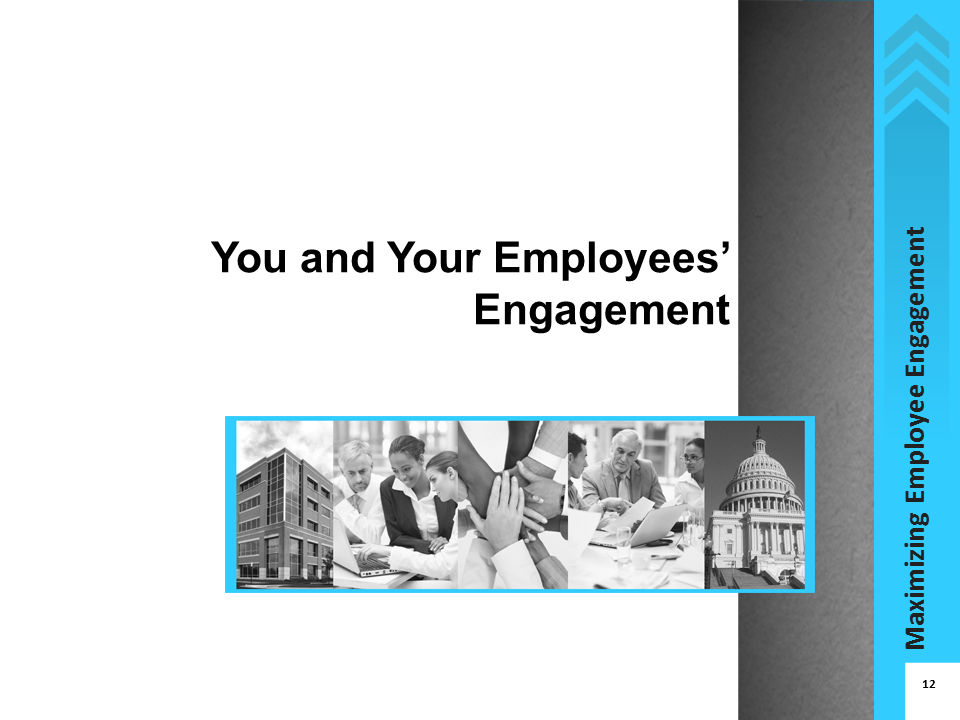 You and Your Employees’
Engagement
Maximizing Employee Engagement
12